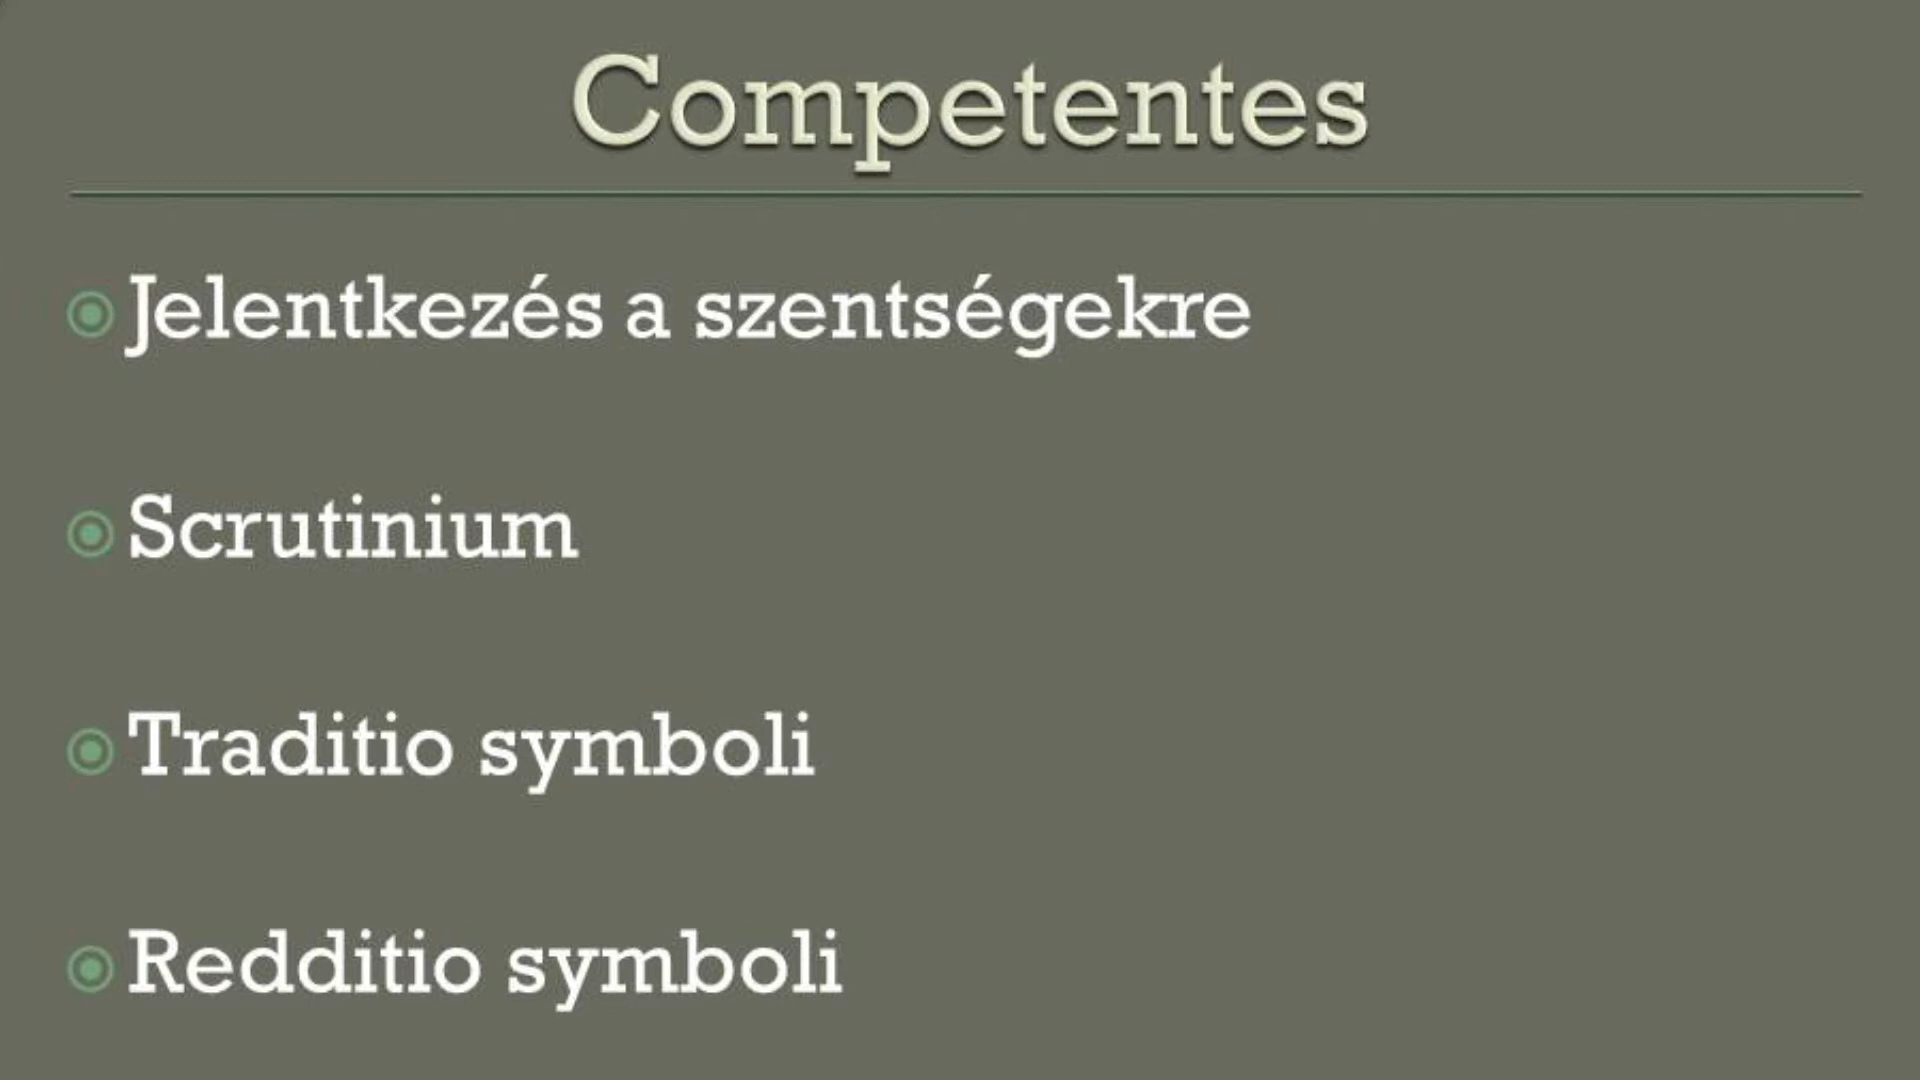 Competentes
Jelentkezés a szentségekre
Scrutinium
Traditio symboli
Redditio symboli